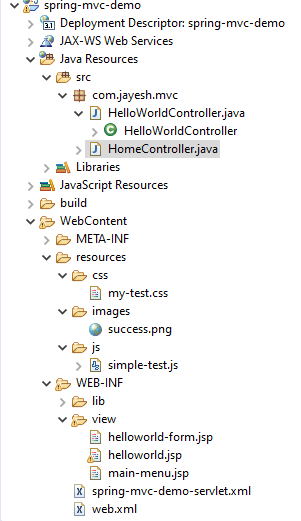 spring-mvc-demo
Deployment Descriptor: spring-mvc-demo
JAX-WS Web Services
Java Resources
src
com.jayesh.mvc
HelloWorldController.java
HelloWorldController
HomeController.java
Libraries
JavaScript Resources
build
WebContent
META-INF
resources
css
my-test.css
images
success.png
js
simple-test.js
WEB-INF
lib
view
helloworld-form.jsp
helloworld.jsp
main-menu.jsp
spring-mvc-demo-servlet.xml
web.xml